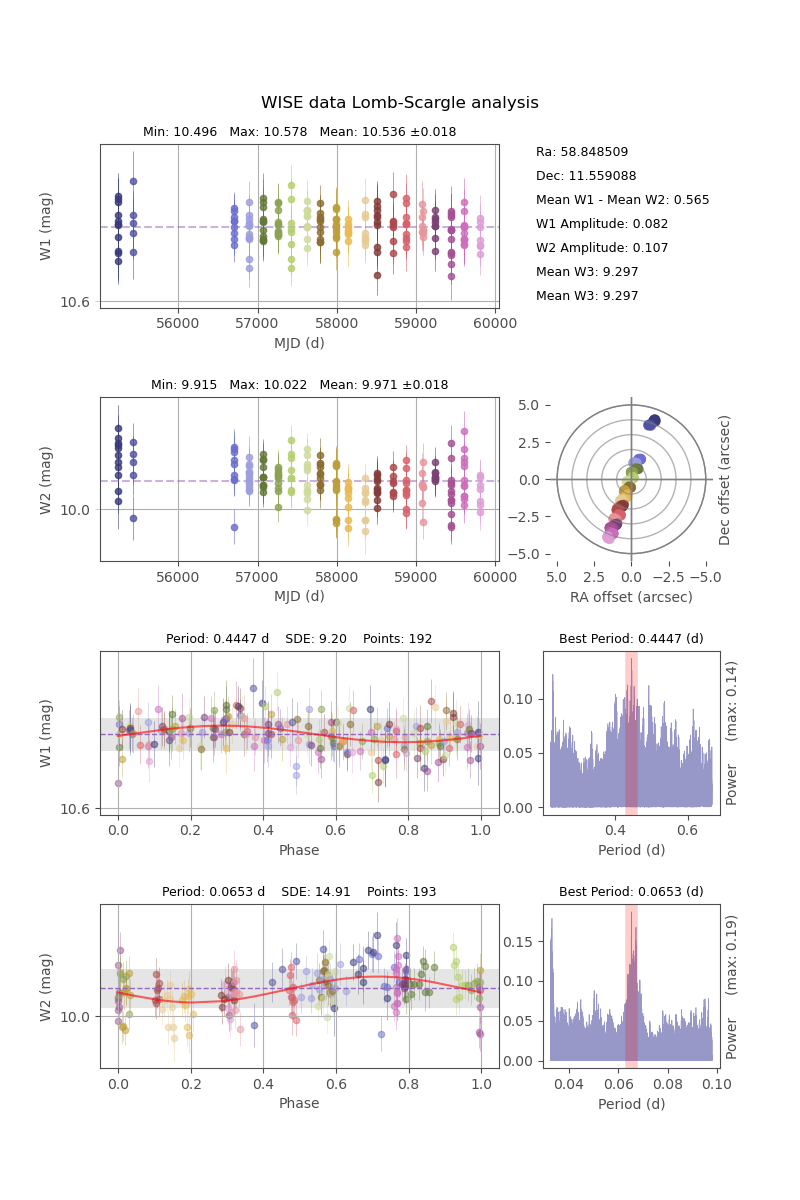 WISE data Lomb-Scargle analysis
Min: 10.496   Max: 10.578   Mean: 10.536 ±0.018
W1 (mag)
10.6
56000 57000 58000 59000 60000
MJD (d)
Ra: 58.848509
Dec: 11.559088
Mean W1 - Mean W2: 0.565
W1 Amplitude: 0.082
W2 Amplitude: 0.107
Mean W3: 9.297
Mean W3: 9.297
Min: 9.915   Max: 10.022   Mean: 9.971 ±0.018
W2 (mag)
10.0
56000 57000 58000 59000 60000
MJD (d)
5.0
2.5
0.0
−2.5
−5.0
5.0 2.5 0.0 −2.5 −5.0
RA offset (arcsec)
Dec offset (arcsec)
Period: 0.4447 d    SDE: 9.20    Points: 192
W1 (mag)
10.6
0.0 0.2 0.4 0.6 0.8 1.0
Phase
Best Period: 0.4447 (d)
0.10
0.05
0.00
0.4 0.6
Period (d)
Power     (max: 0.14)
Period: 0.0653 d    SDE: 14.91    Points: 193
W2 (mag)
10.0
0.0 0.2 0.4 0.6 0.8 1.0
Phase
Best Period: 0.0653 (d)
0.15
0.10
0.05
0.00
0.04 0.06 0.08 0.10
Period (d)
Power     (max: 0.19)